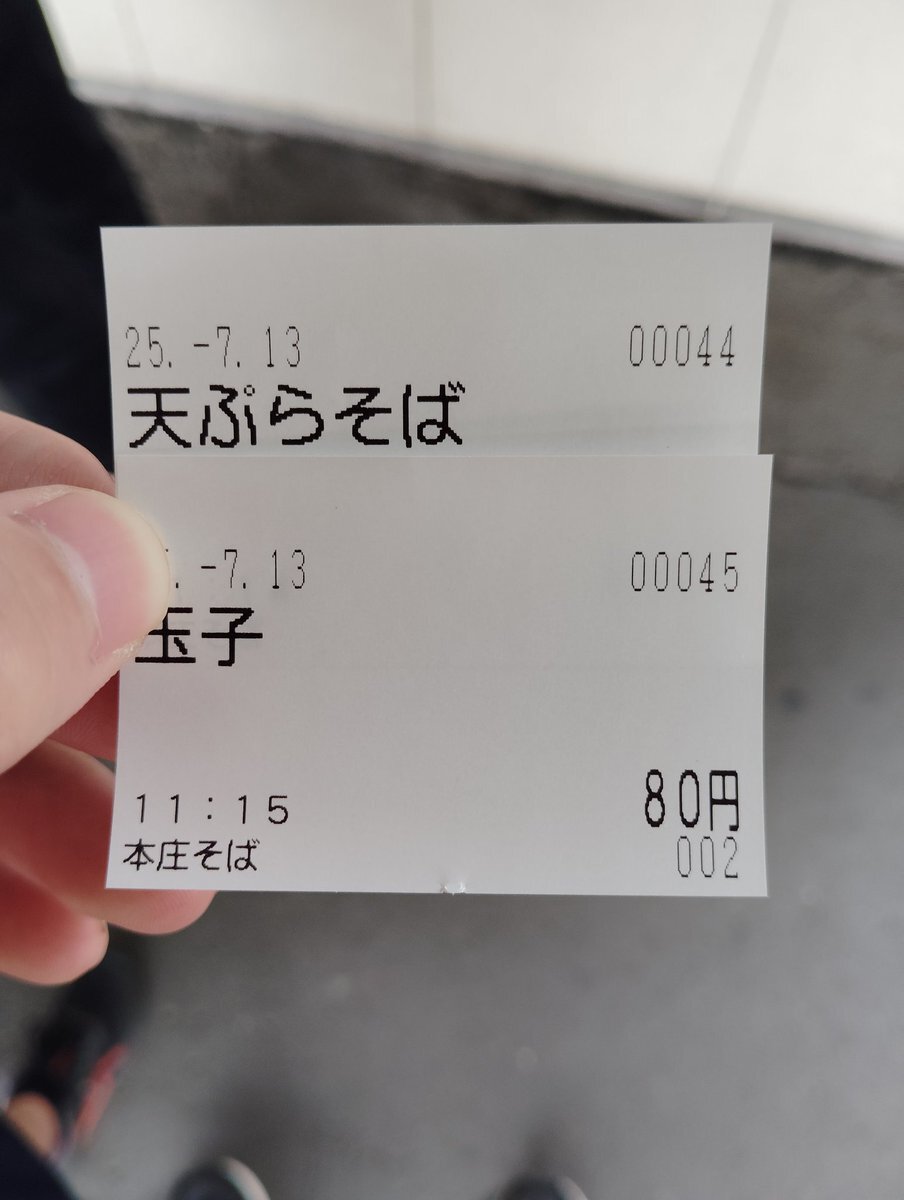 25.-7.13 00044
天ぷらそば
.-7.13 00045
玉子
80円
11:15
本庄そば 002